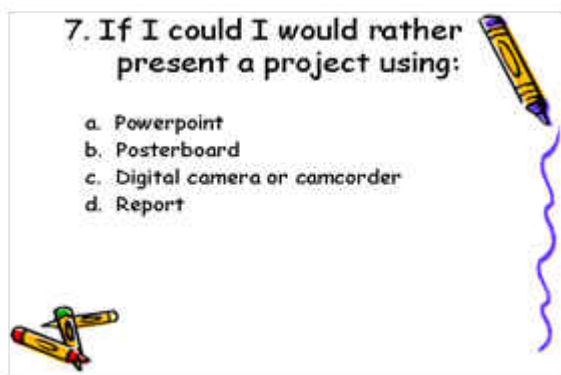 7. If I could I would rather
present a project using:
a. Powerpoint
b. Posterboard
c. Digital camera or camcorder
d. Report